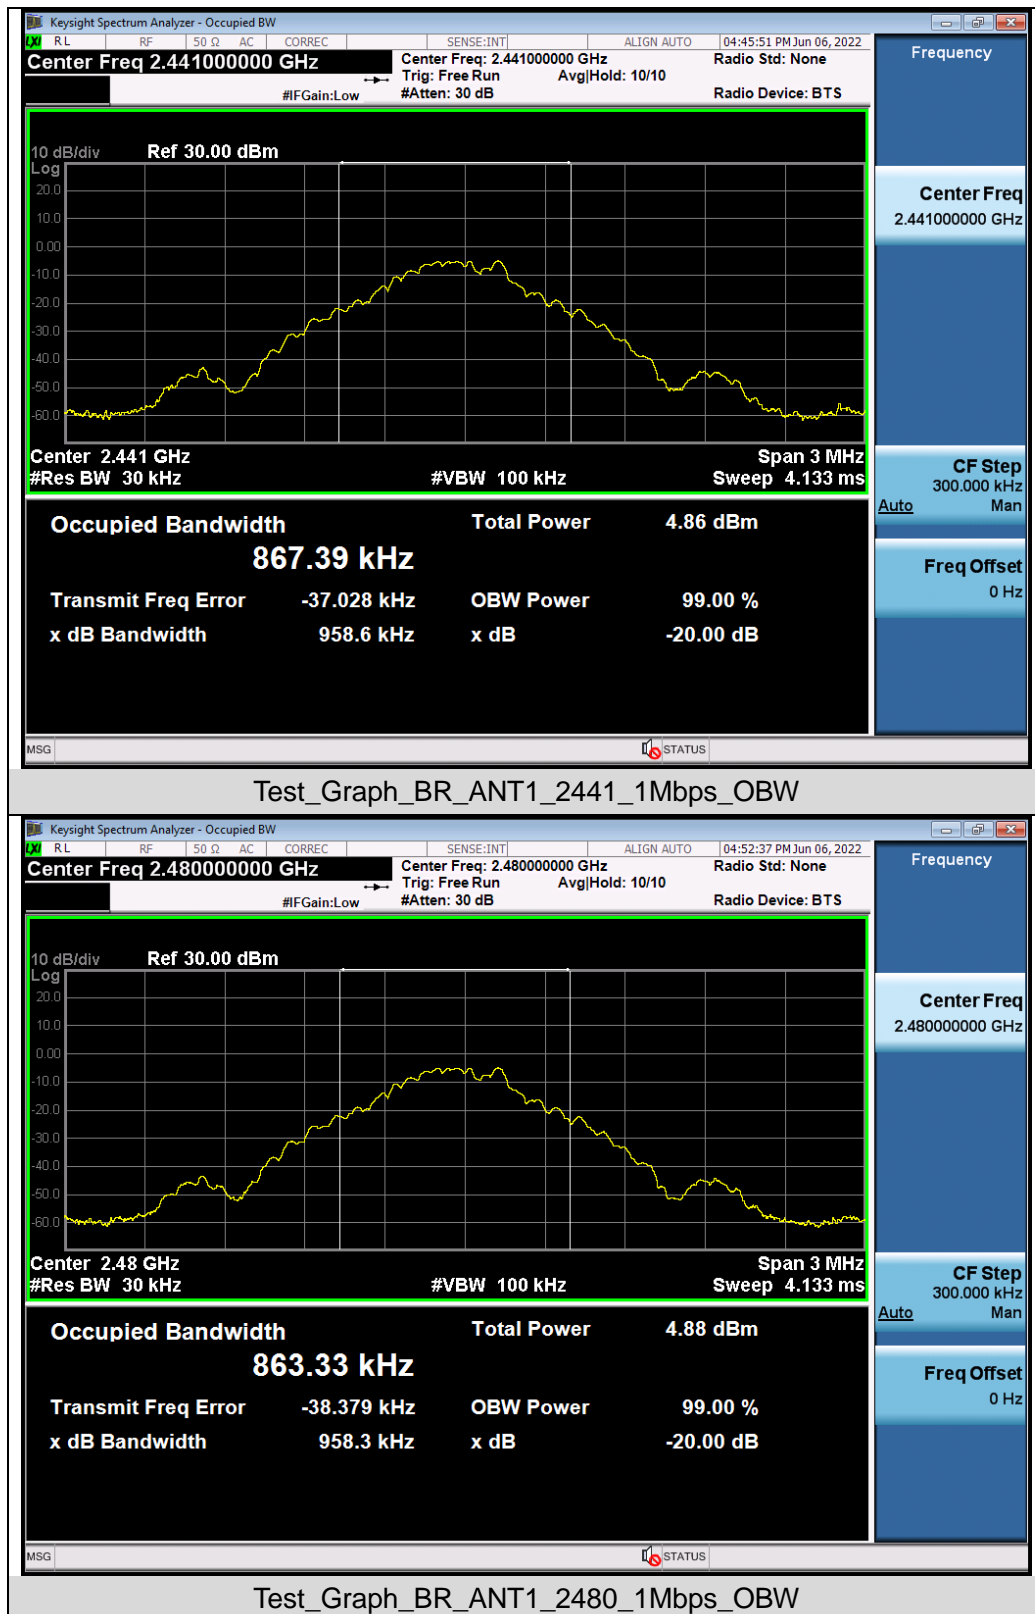 Keysight Spectrum Analyzer - Occupied BW
LXI RL RF 50 Ω AC CORREC SENSE:INT ALIGN AUTO 04:45:51 PM Jun 06, 2022
Center Freq 2.441000000 GHz
Center Freq: 2.441000000 GHz Radio Std: None
Trig: Free Run Avg|Hold: 10/10
#IFGain:Low #Atten: 30 dB Radio Device: BTS
Frequency
10 dB/div Ref 30.00 dBm
Log
20.0
10.0
0.00
-10.0
-20.0
-30.0
-40.0
-50.0
-60.0
Center 2.441 GHz Span 3 MHz
#Res BW 30 kHz #VBW 100 kHz Sweep 4.133 ms
Center Freq
2.441000000 GHz
CF Step
300.000 kHz
Auto Man
Freq Offset
0 Hz
Occupied Bandwidth Total Power 4.86 dBm
867.39 kHz
Transmit Freq Error -37.028 kHz OBW Power 99.00 %
x dB Bandwidth 958.6 kHz x dB -20.00 dB
MSG STATUS
Test_Graph_BR_ANT1_2441_1Mbps_OBW
Keysight Spectrum Analyzer - Occupied BW
LXI RL RF 50 Ω AC CORREC SENSE:INT ALIGN AUTO 04:52:37 PM Jun 06, 2022
Center Freq 2.480000000 GHz
Center Freq: 2.480000000 GHz Radio Std: None
Trig: Free Run Avg|Hold: 10/10
#IFGain:Low #Atten: 30 dB Radio Device: BTS
Frequency
10 dB/div Ref 30.00 dBm
Log
20.0
10.0
0.00
-10.0
-20.0
-30.0
-40.0
-50.0
-60.0
Center 2.48 GHz Span 3 MHz
#Res BW 30 kHz #VBW 100 kHz Sweep 4.133 ms
Center Freq
2.480000000 GHz
CF Step
300.000 kHz
Auto Man
Freq Offset
0 Hz
Occupied Bandwidth Total Power 4.88 dBm
863.33 kHz
Transmit Freq Error -38.379 kHz OBW Power 99.00 %
x dB Bandwidth 958.3 kHz x dB -20.00 dB
MSG STATUS
Test_Graph_BR_ANT1_2480_1Mbps_OBW